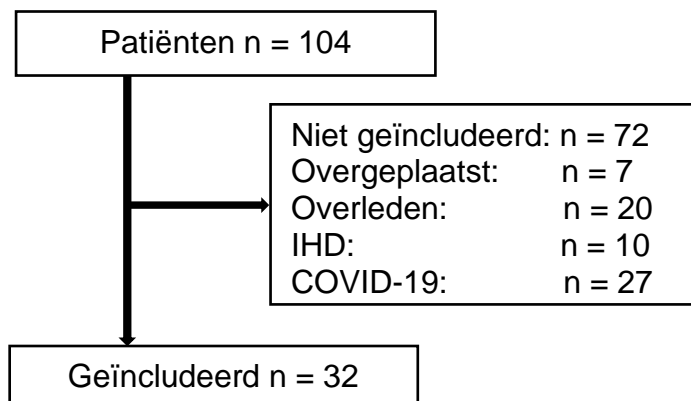 Patiënten n = 104
Niet geïncludeerd: n = 72
Overgeplaatst: n = 7
Overleden: n = 20
IHD: n = 10
COVID-19: n = 27
Geïncludeerd n = 32